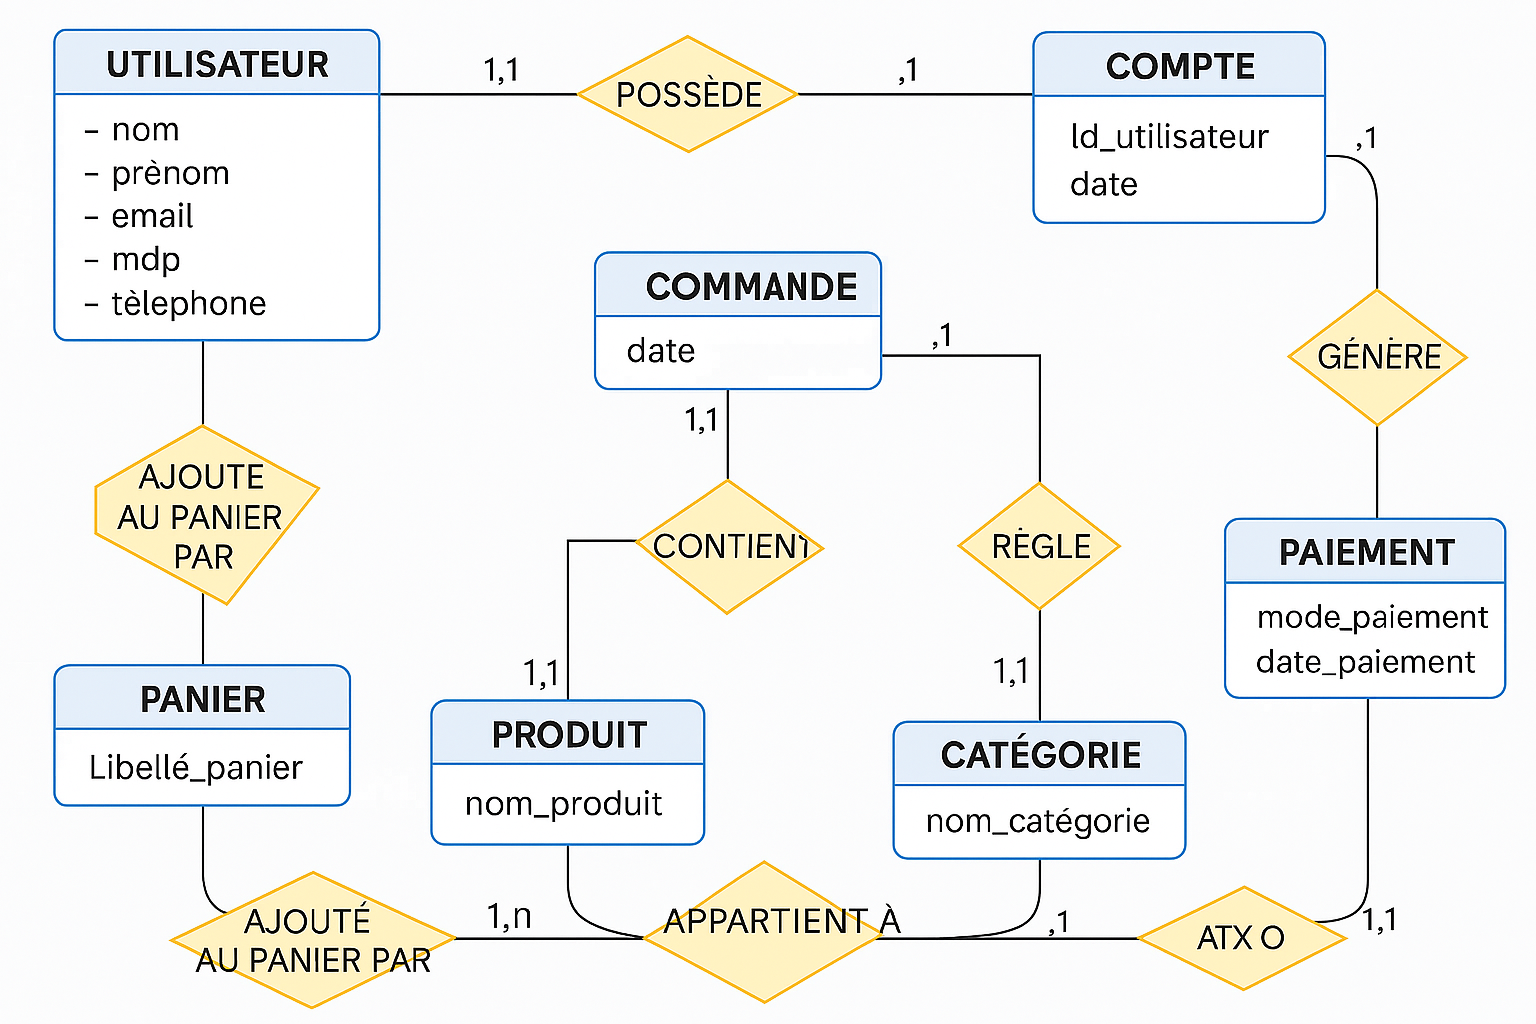 UTILISATEUR
- nom
- prènom
- email
- mdp
- tèlephone
1,1
POSSÈDE
,1
COMPTE
ld_utilisateur
date
,1
COMMANDE
date
,1
1,1
GÉNÈRE
AJOUTE
AU PANIER
PAR
CONTIENT
RÈGLE
PAIEMENT
mode_paiement
date_paiement
1,1
1,1
PANIER
Libellé_panier
PRODUIT
nom_produit
CATÉGORIE
nom_catégorie
AJOUTÉ
AU PANIER PAR
1,n
APPARTIENT À
,1
ATX O
1,1